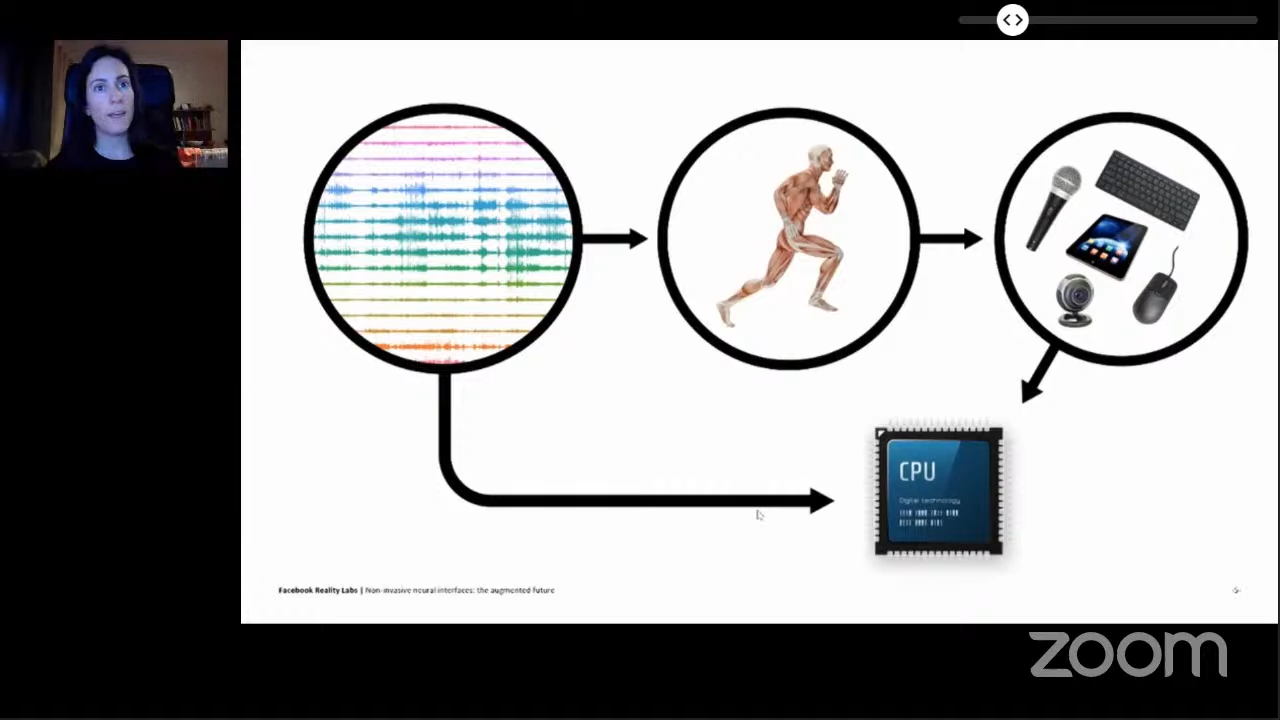 CPU
Digital technology
Facebook Reality Labs | Non-invasive neural interfaces: the augmented future
zoom